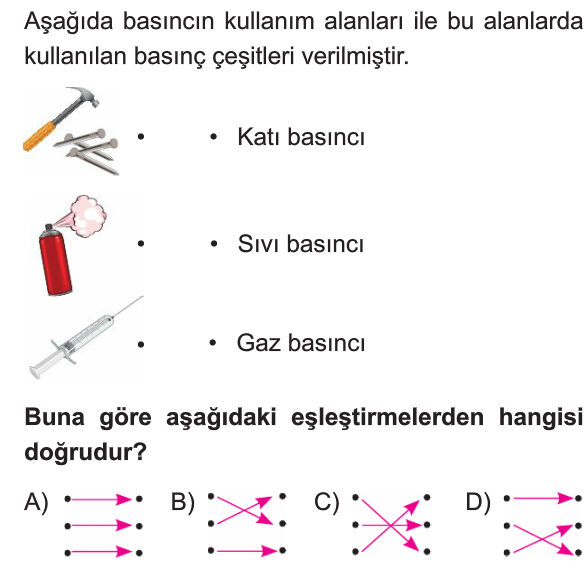 Aşağıda basıncın kullanım alanları ile bu alanlarda
kullanılan basınç çeşitleri verilmiştir.
• • Katı basıncı
• • Sıvı basıncı
• • Gaz basıncı
Buna göre aşağıdaki eşleştirmelerden hangisi
doğrudur?
A) B) C) D)